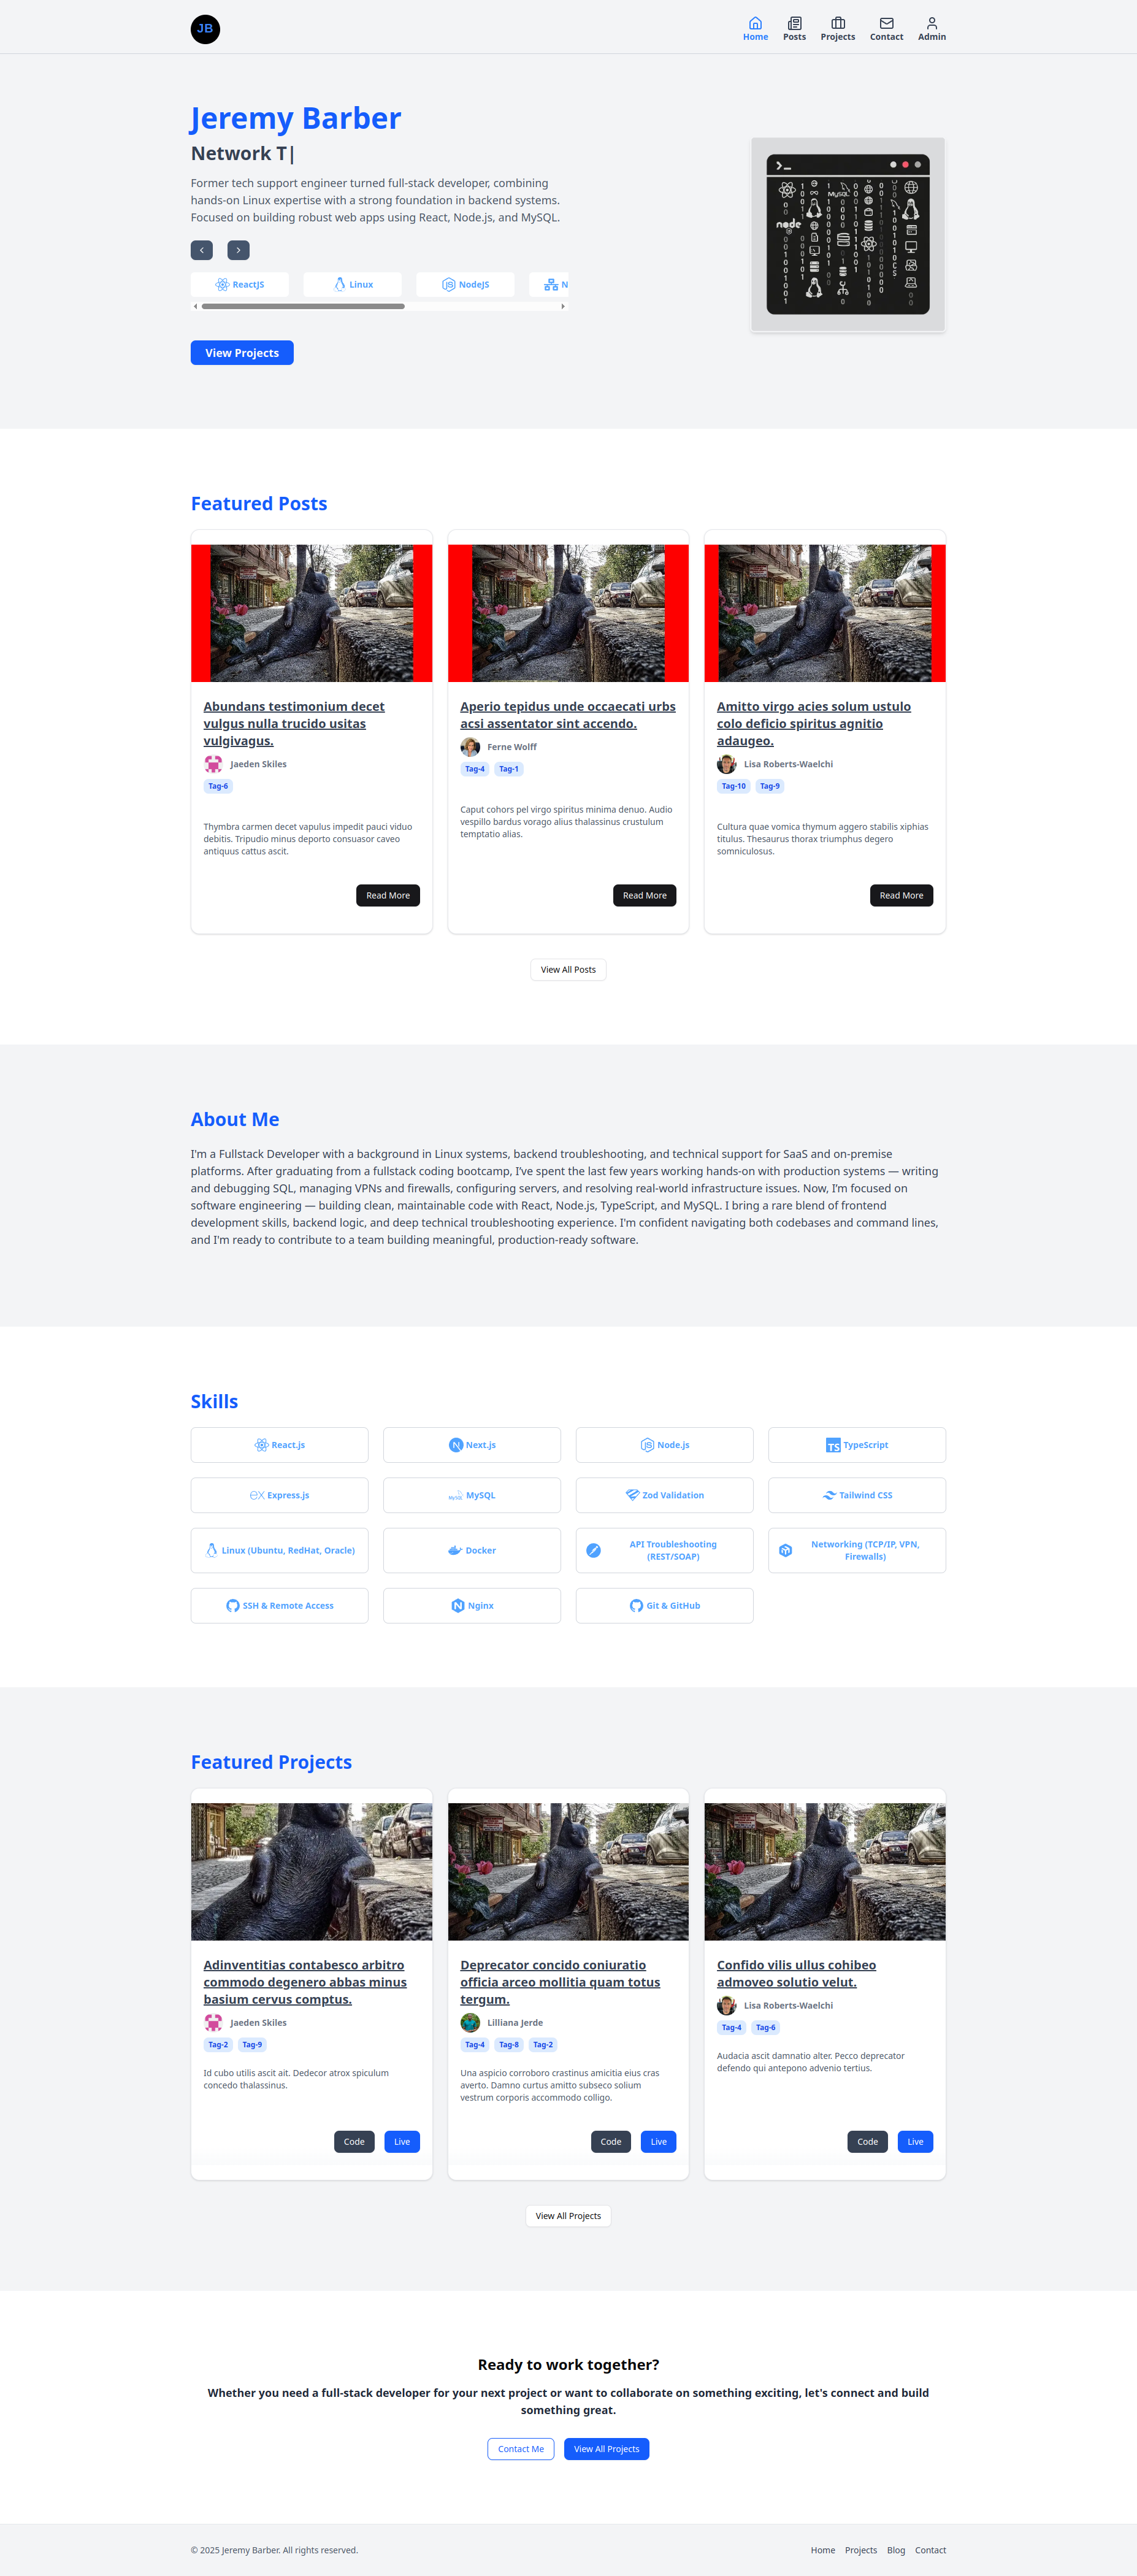 JB
Home
Posts
Projects
Contact
Admin
Jeremy Barber
Network T|
Former tech support engineer turned full-stack developer, combining
hands-on Linux expertise with a strong foundation in backend systems.
Focused on building robust web apps using React, Node.js, and MySQL.
ReactJS
Linux
NodeJS
N
node
MySQL
View Projects
Featured Posts
Abundans testimonium decet
vulgus nulla trucido usitas
vulgivagus.
Jaeden Skiles
Tag-6
Thymbra carmen decet vapulus impedit pauci viduo
debitis. Tripudio minus deporto consuasor caveo
antiquus cattus ascit.
Read More
Aperio tepidus unde occaecati urbs
acsi assentator sint accendo.
Ferne Wolff
Tag-4
Tag-1
Caput cohors pel virgo spiritus minima denuo. Audio
vespillo bardus vorago alius thalassinus crustulum
temptatio alias.
Read More
Amitto virgo acies solum ustulo
colo deficio spiritus agnitio
adaugeo.
Lisa Roberts-Waelchi
Tag-10
Tag-9
Cultura quae vomica thymum aggero stabilis xiphias
titulus. Thesaurus thorax triumphus degero
somniculosus.
Read More
View All Posts
About Me
I'm a Fullstack Developer with a background in Linux systems, backend troubleshooting, and technical support for SaaS and on-premise
platforms. After graduating from a fullstack coding bootcamp, I've spent the last few years working hands-on with production systems — writing
and debugging SQL, managing VPNs and firewalls, configuring servers, and resolving real-world infrastructure issues. Now, I'm focused on
software engineering — building clean, maintainable code with React, Node.js, TypeScript, and MySQL. I bring a rare blend of frontend
development skills, backend logic, and deep technical troubleshooting experience. I'm confident navigating both codebases and command lines,
and I'm ready to contribute to a team building meaningful, production-ready software.
Skills
React.js
Next.js
Node.js
TS TypeScript
ex Express.js
MySQL MySQL
Zod Validation
Tailwind CSS
Linux (Ubuntu, RedHat, Oracle)
Docker
API Troubleshooting
(REST/SOAP)
Networking (TCP/IP, VPN,
Firewalls)
SSH & Remote Access
Nginx
Git & GitHub
Featured Projects
Adinventitias contabesco arbitro
commodo degenero abbas minus
basium cervus comptus.
Jaeden Skiles
Tag-2
Tag-9
Id cubo utilis ascit ait. Dedecor atrox spiculum
concedo thalassinus.
Code
Live
Deprecator concido coniuratio
officia arceo mollitia quam totus
tergum.
Lilliana Jerde
Tag-4
Tag-8
Tag-2
Una aspicio corroboro crastinus amicitia eius cras
averto. Damno curtus amitto subseco solium
vestrum corporis accommodo colligo.
Code
Live
Confido vilis ullus cohibeo
admoveo solutio velut.
Lisa Roberts-Waelchi
Tag-4
Tag-6
Audacia ascit damnatio alter. Pecco deprecator
defendo qui antepono advenio tertius.
Code
Live
View All Projects
Ready to work together?
Whether you need a full-stack developer for your next project or want to collaborate on something exciting, let's connect and build
something great.
Contact Me
View All Projects
© 2025 Jeremy Barber. All rights reserved.
Home
Projects
Blog
Contact